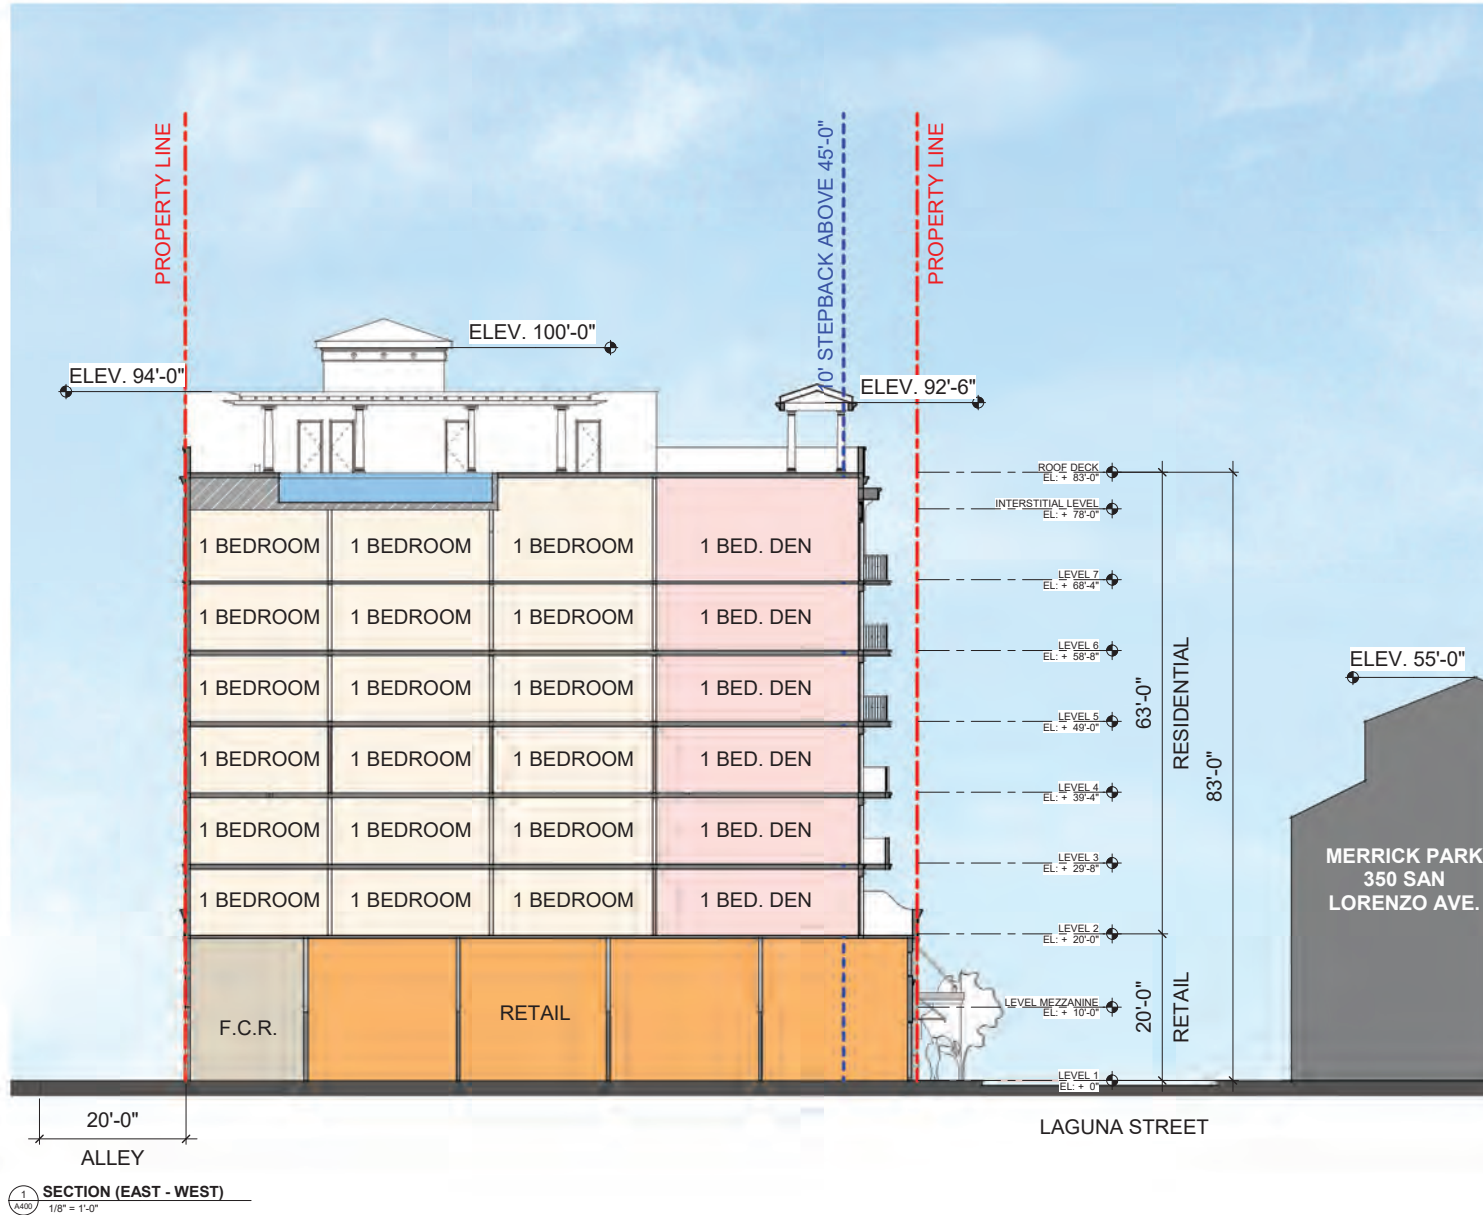 PROPERTY LINE
10' STEPBACK ABOVE 45'-0"
PROPERTY LINE
ELEV. 100'-0"
ELEV. 94'-0"
ELEV. 92'-6"
ROOF DECK
EL: + 83'-0"
INTERSTITIAL LEVEL
EL: + 78'-0"
1 BEDROOM 1 BEDROOM 1 BEDROOM 1 BED. DEN
LEVEL 7
EL: + 68'-4"
1 BEDROOM 1 BEDROOM 1 BEDROOM 1 BED. DEN
LEVEL 6
EL: + 58'-8"
ELEV. 55'-0"
1 BEDROOM 1 BEDROOM 1 BEDROOM 1 BED. DEN
63'-0"
RESIDENTIAL
LEVEL 5
EL: + 49'-0"
1 BEDROOM 1 BEDROOM 1 BEDROOM 1 BED. DEN
83'-0"
LEVEL 4
EL: + 39'-4"
1 BEDROOM 1 BEDROOM 1 BEDROOM 1 BED. DEN
LEVEL 3
EL: + 29'-8"
MERRICK PARK
350 SAN
LORENZO AVE.
1 BEDROOM 1 BEDROOM 1 BEDROOM 1 BED. DEN
LEVEL 2
EL: + 20'-0"
LEVEL MEZZANINE
EL: + 10'-0"
20'-0"
RETAIL
RETAIL
F.C.R.
LEVEL 1
EL: + 0"
20'-0"
ALLEY
LAGUNA STREET
1
A400
SECTION (EAST - WEST)
1/8" = 1'-0"